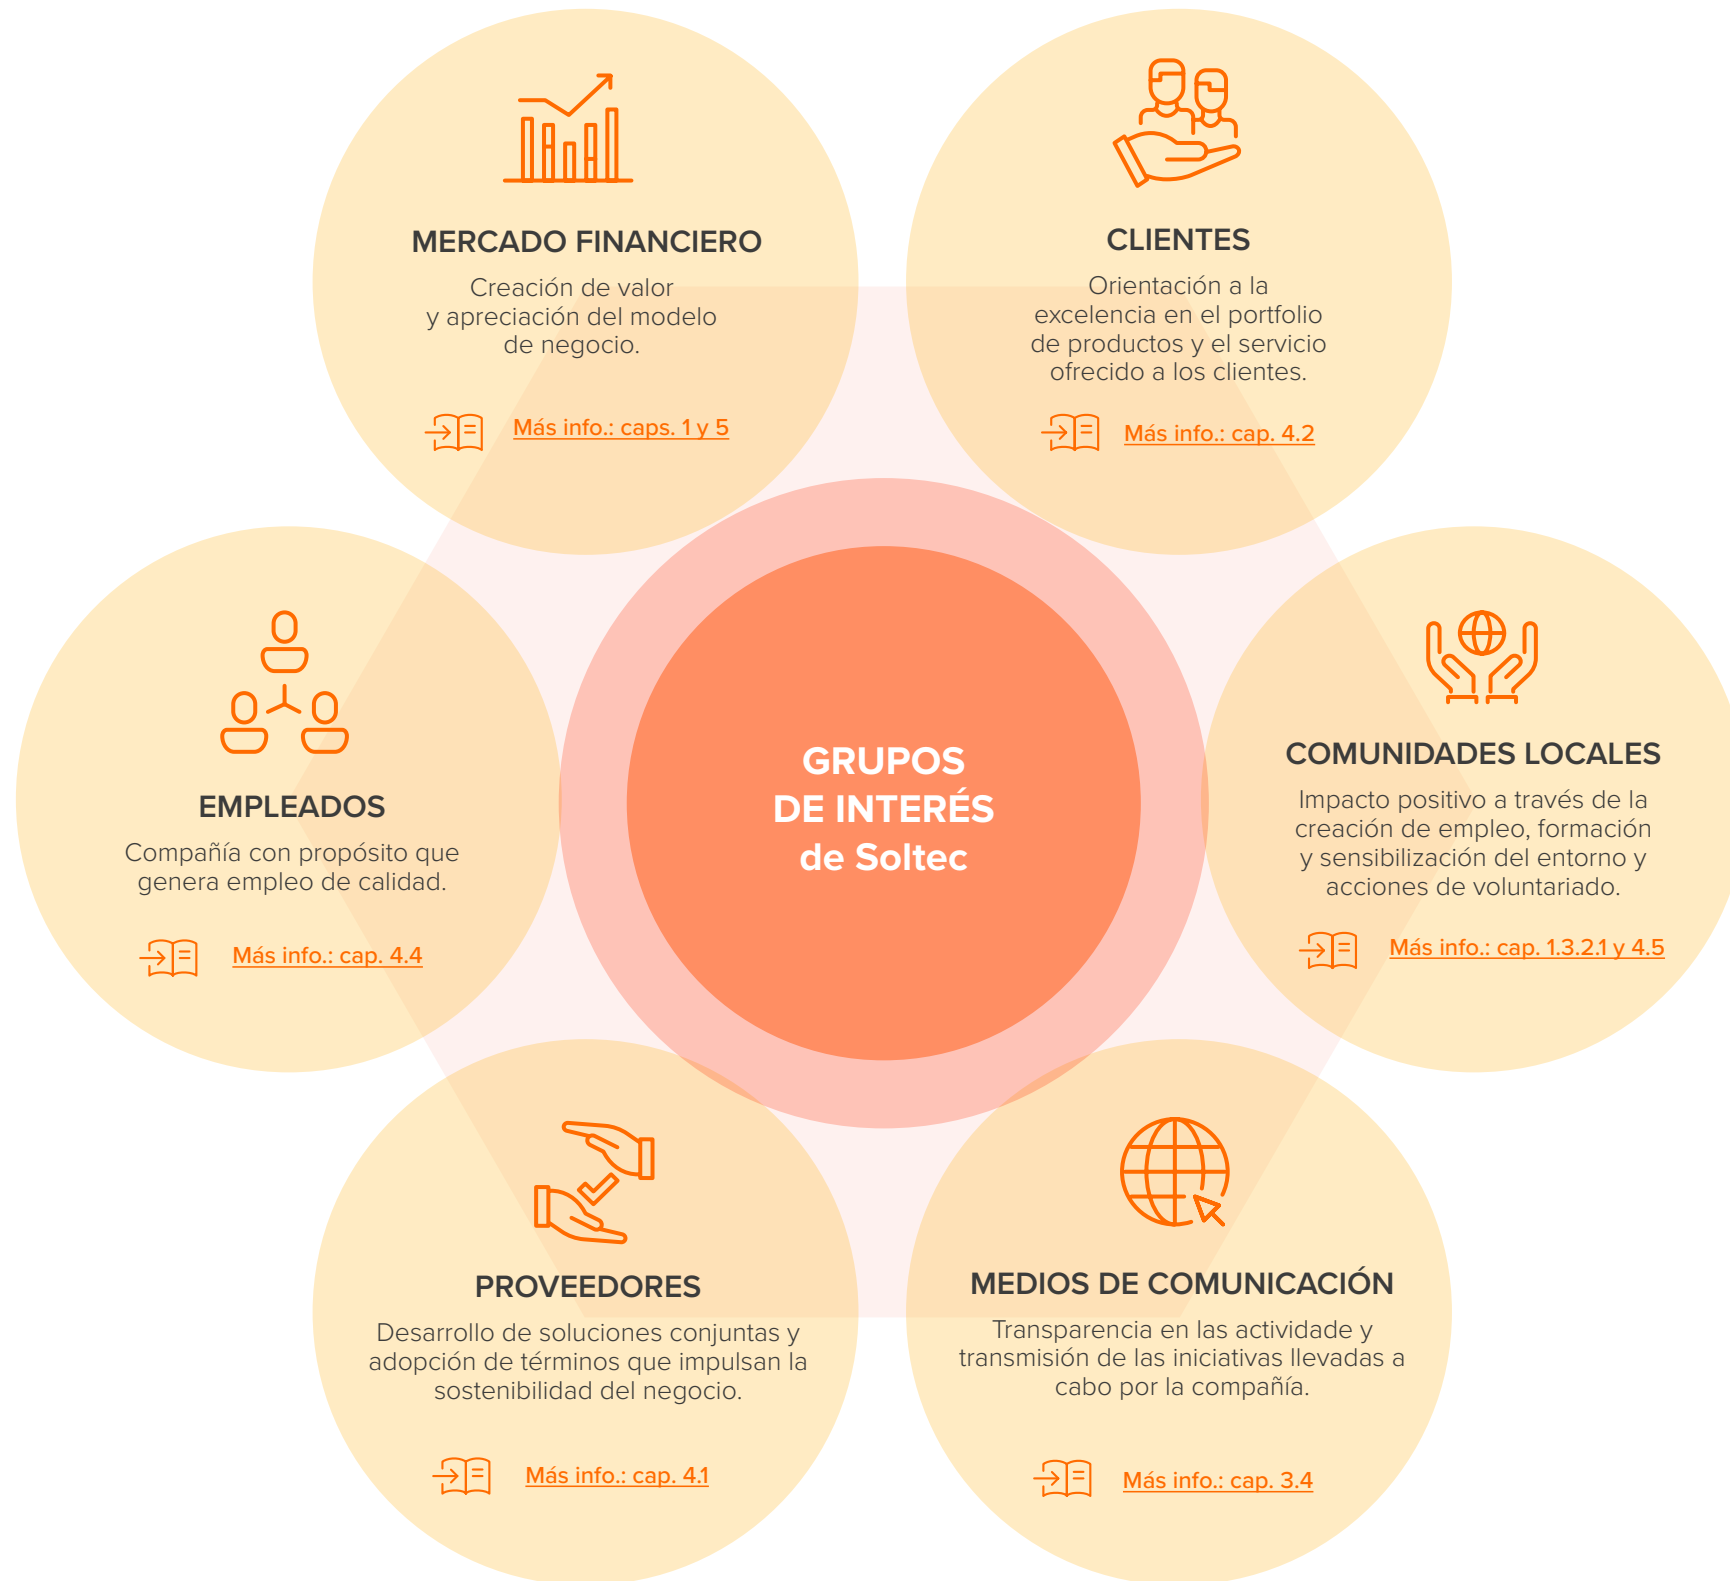 MERCADO FINANCIERO
Creación de valor
y apreciación del modelo
de negocio.
Más info.: caps. 1 y 5
CLIENTES
Orientación a la
excelencia en el portfolio
de productos y el servicio
ofrecido a los clientes.
Más info.: cap. 4.2
EMPLEADOS
Compañía con propósito que
genera empleo de calidad.
Más info.: cap. 4.4
GRUPOS
DE INTERÉS
de Soltec
COMUNIDADES LOCALES
Impacto positivo a través de la
creación de empleo, formación
y sensibilización del entorno y
acciones de voluntariado.
Más info.: cap. 1.3.2.1 y 4.5
PROVEEDORES
Desarrollo de soluciones conjuntas y
adopción de términos que impulsan la
sostenibilidad del negocio.
Más info.: cap. 4.1
MEDIOS DE COMUNICACIÓN
Transparencia en las actividade y
transmisión de las iniciativas llevadas a
cabo por la compañía.
Más info.: cap. 3.4